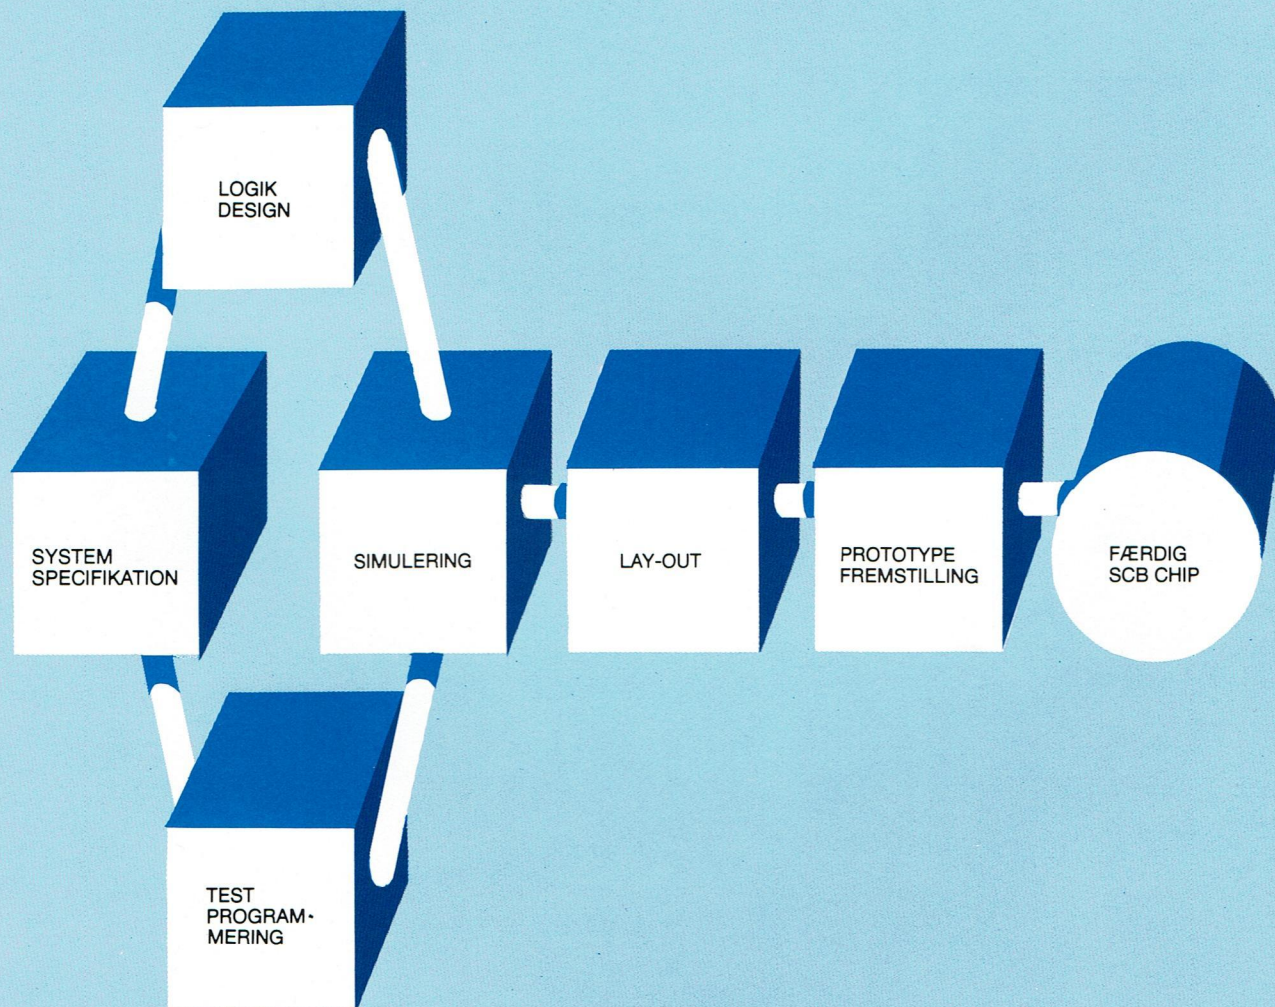 LOGIK
DESIGN
SYSTEM
SPECIFIKATION
SIMULERING
LAY-OUT
PROTOTYPE
FREMSTILLING
FÆRDIG
SCB CHIP
TEST
PROGRAM-
MERING